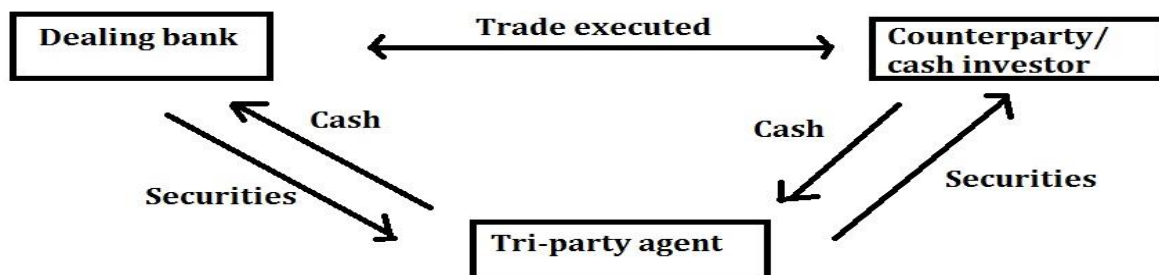 Dealing bank
Trade executed
Counterparty/
cash investor
Cash
Cash
Securities
Securities
Tri-party agent